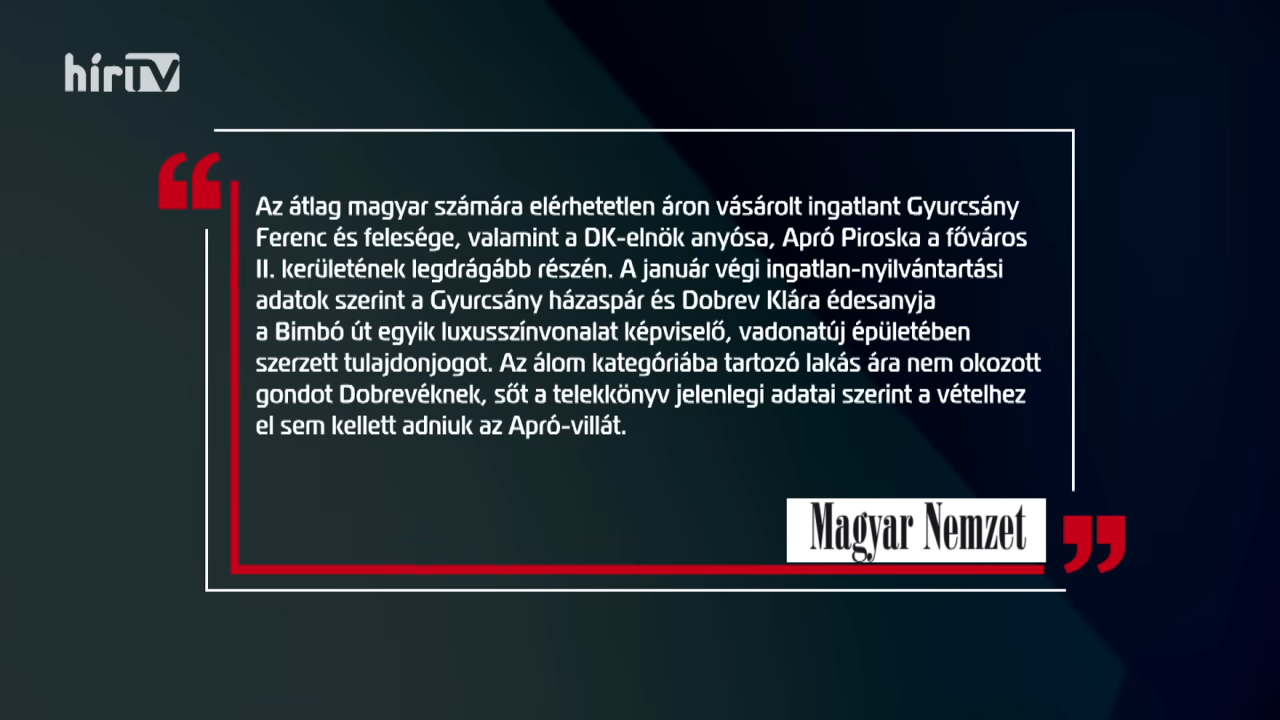 hírTV
Az átlag magyar számára elérhetetlen áron vásárolt ingatlant Gyurcsány
Ferenc és felesége, valamint a DK-elnök anyósa, Apró Piroska a főváros
II. kerületének legdrágább részén. A január végi ingatlan-nyilvántartási
adatok szerint a Gyurcsány házaspár és Dobrev Klára édesanyja
a Bimbó út egyik luxusszínvonalat képviselő, vadonatúj épületében
szerzett tulajdonjogot. Az álom kategóriába tartozó lakás ára nem okozott
gondot Dobrevéknek, sőt a telekkönyv jelenlegi adatai szerint a vételhez
el sem kellett adniuk az Apró-villát.
Magyar Nemzet